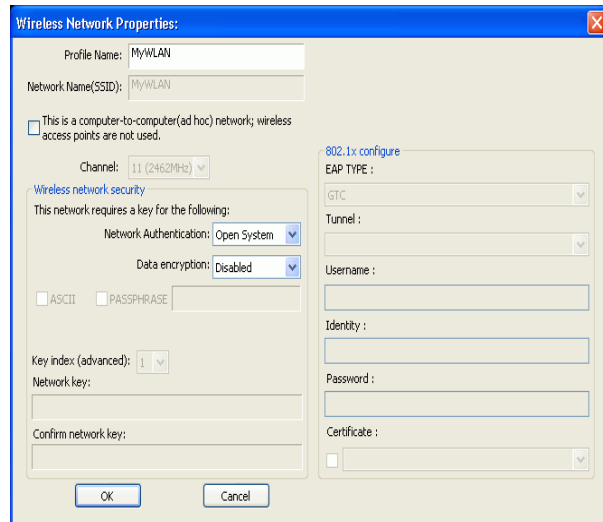 Wireless Network Properties:
Profile Name: MyWLAN
Network Name(SSID): MyWLAN
This is a computer-to-computer(ad hoc) network; wireless
access points are not used.
Channel: 11 (2462MHz)
Wireless network security
This network requires a key for the following:
Network Authentication: Open System
Data encryption: Disabled
ASCII PASSPHRASE
Key index (advanced): 1
Network key:
Confirm network key:
OK Cancel
802.1x configure
EAP TYPE :
GTC
Tunnel :
Username :
Identity :
Password :
Certificate :